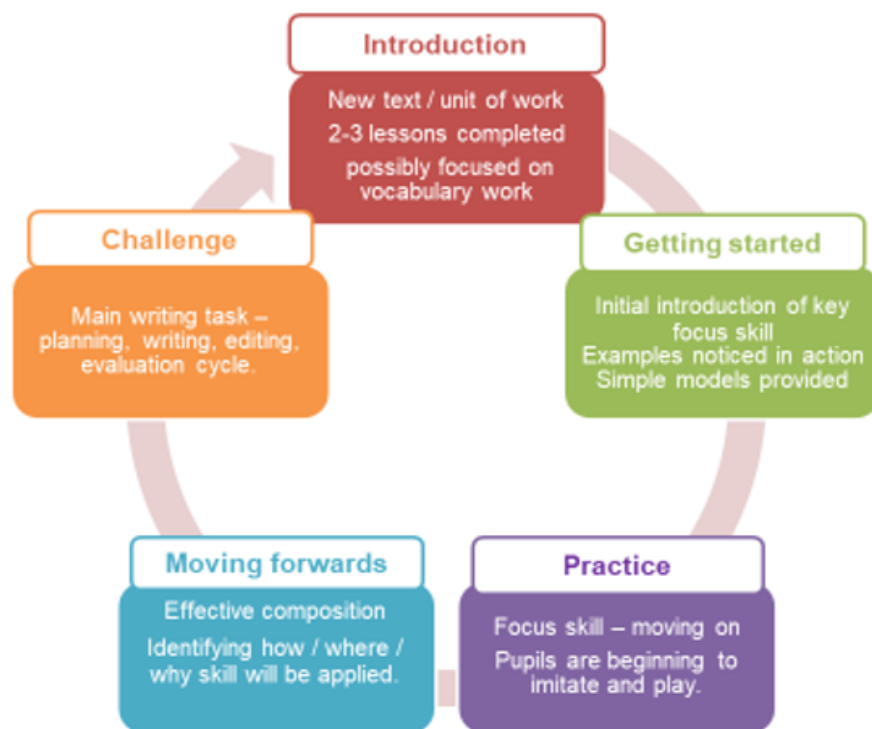 Introduction
New text / unit of work
2-3 lessons completed
possibly focused on
vocabulary work
Getting started
Initial introduction of key
focus skill
Examples noticed in action
Simple models provided
Practice
Focus skill – moving on
Pupils are beginning to
imitate and play.
Moving forwards
Effective composition
Identifying how / where /
why skill will be applied.
Challenge
Main writing task –
planning, writing, editing,
evaluation cycle.